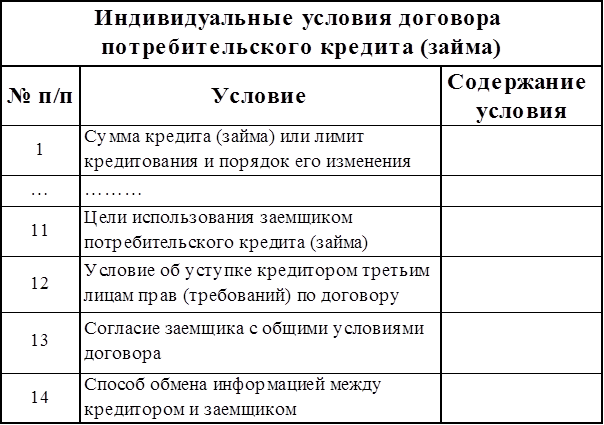 Индивидуальные условия договора
потребительского кредита (займа)
№ п/п
Условие
Содержание
условия
1
Сумма кредита (займа) или лимит
кредитования и порядок его изменения
...
.........
11
Цели использования заемщиком
потребительского кредита (займа)
12
Условие об уступке кредитором третьим
лицам прав (требований) по договору
13
Согласие заемщика с общими условиями
договора
14
Способ обмена информацией между
кредитором и заемщиком